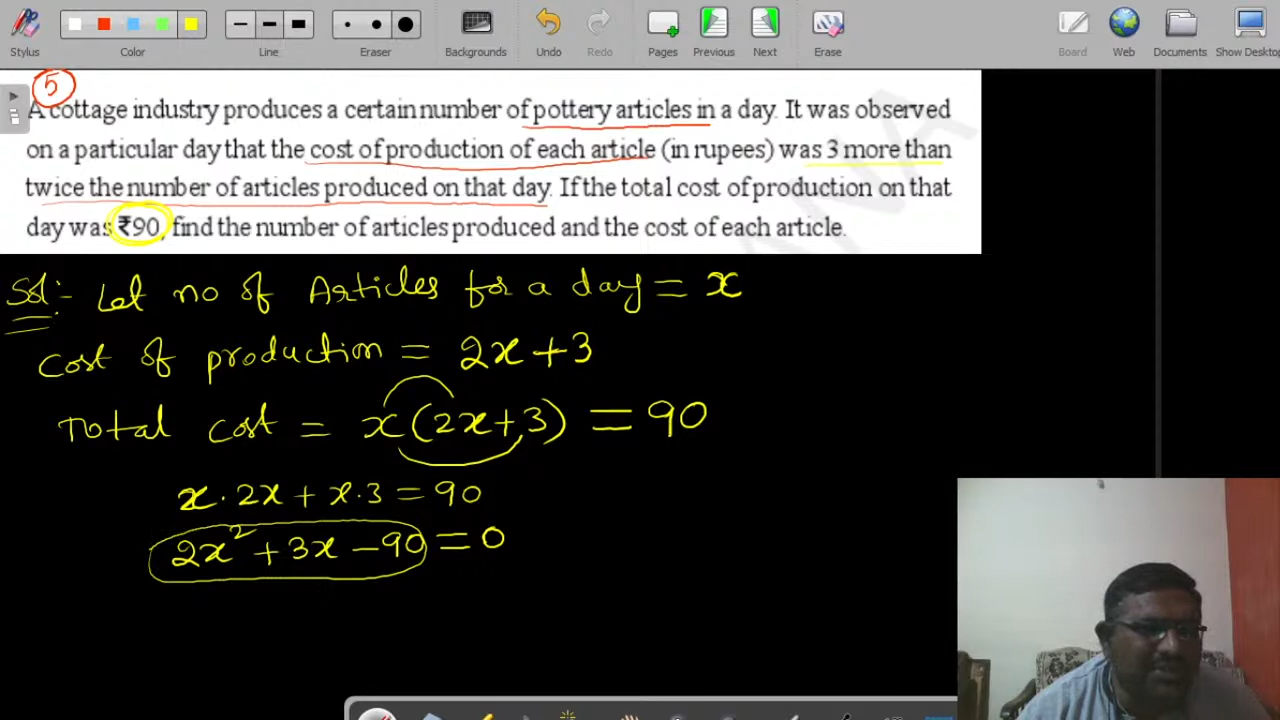 Stylus Color Line Eraser Backgrounds Undo Redo Pages Previous Next Erase Board Web Documents Show Desktop
5
A cottage industry produces a certain number of pottery articles in a day. It was observed
on a particular day that the cost of production of each article (in rupees) was 3 more than
twice the number of articles produced on that day. If the total cost of production on that
day was ₹90, find the number of articles produced and the cost of each article.
Sol:- Let no of Articles for a day = x
Cost of production = 2x + 3
Total cost = x(2x+3) = 90
x·2x + x·3 = 90
2x² + 3x - 90 = 0